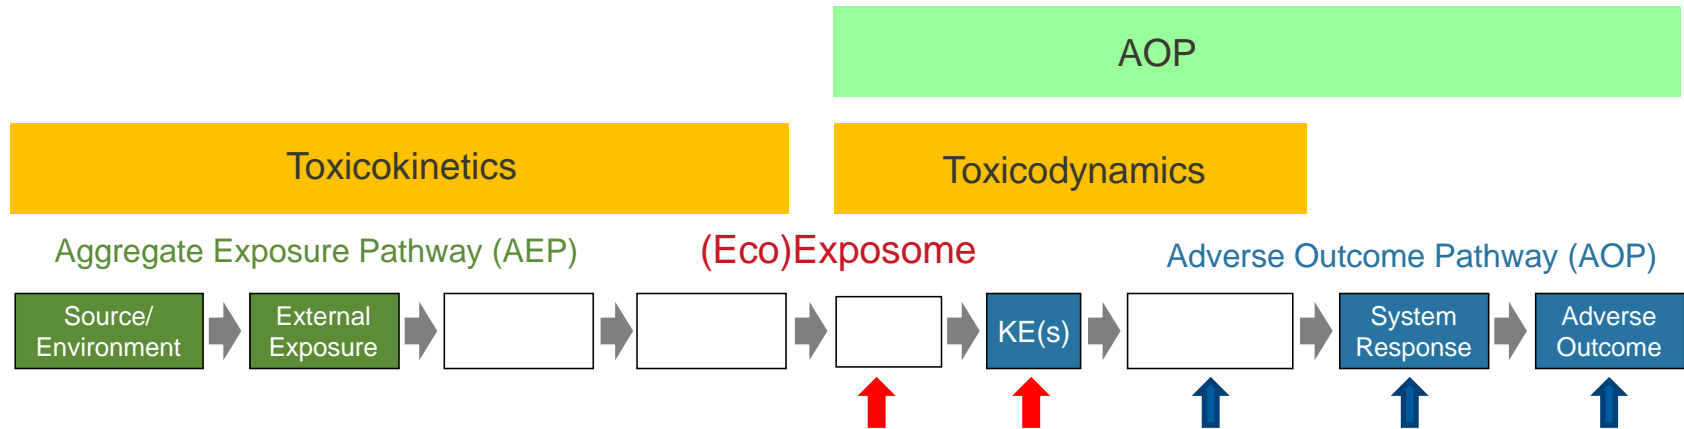 AOP
Toxicokinetics
Toxicodynamics
Aggregate Exposure Pathway (AEP)
(Eco)Exposome
Adverse Outcome Pathway (AOP)
Source/
Environment
External
Exposure
KE(s)
System
Response
Adverse
Outcome